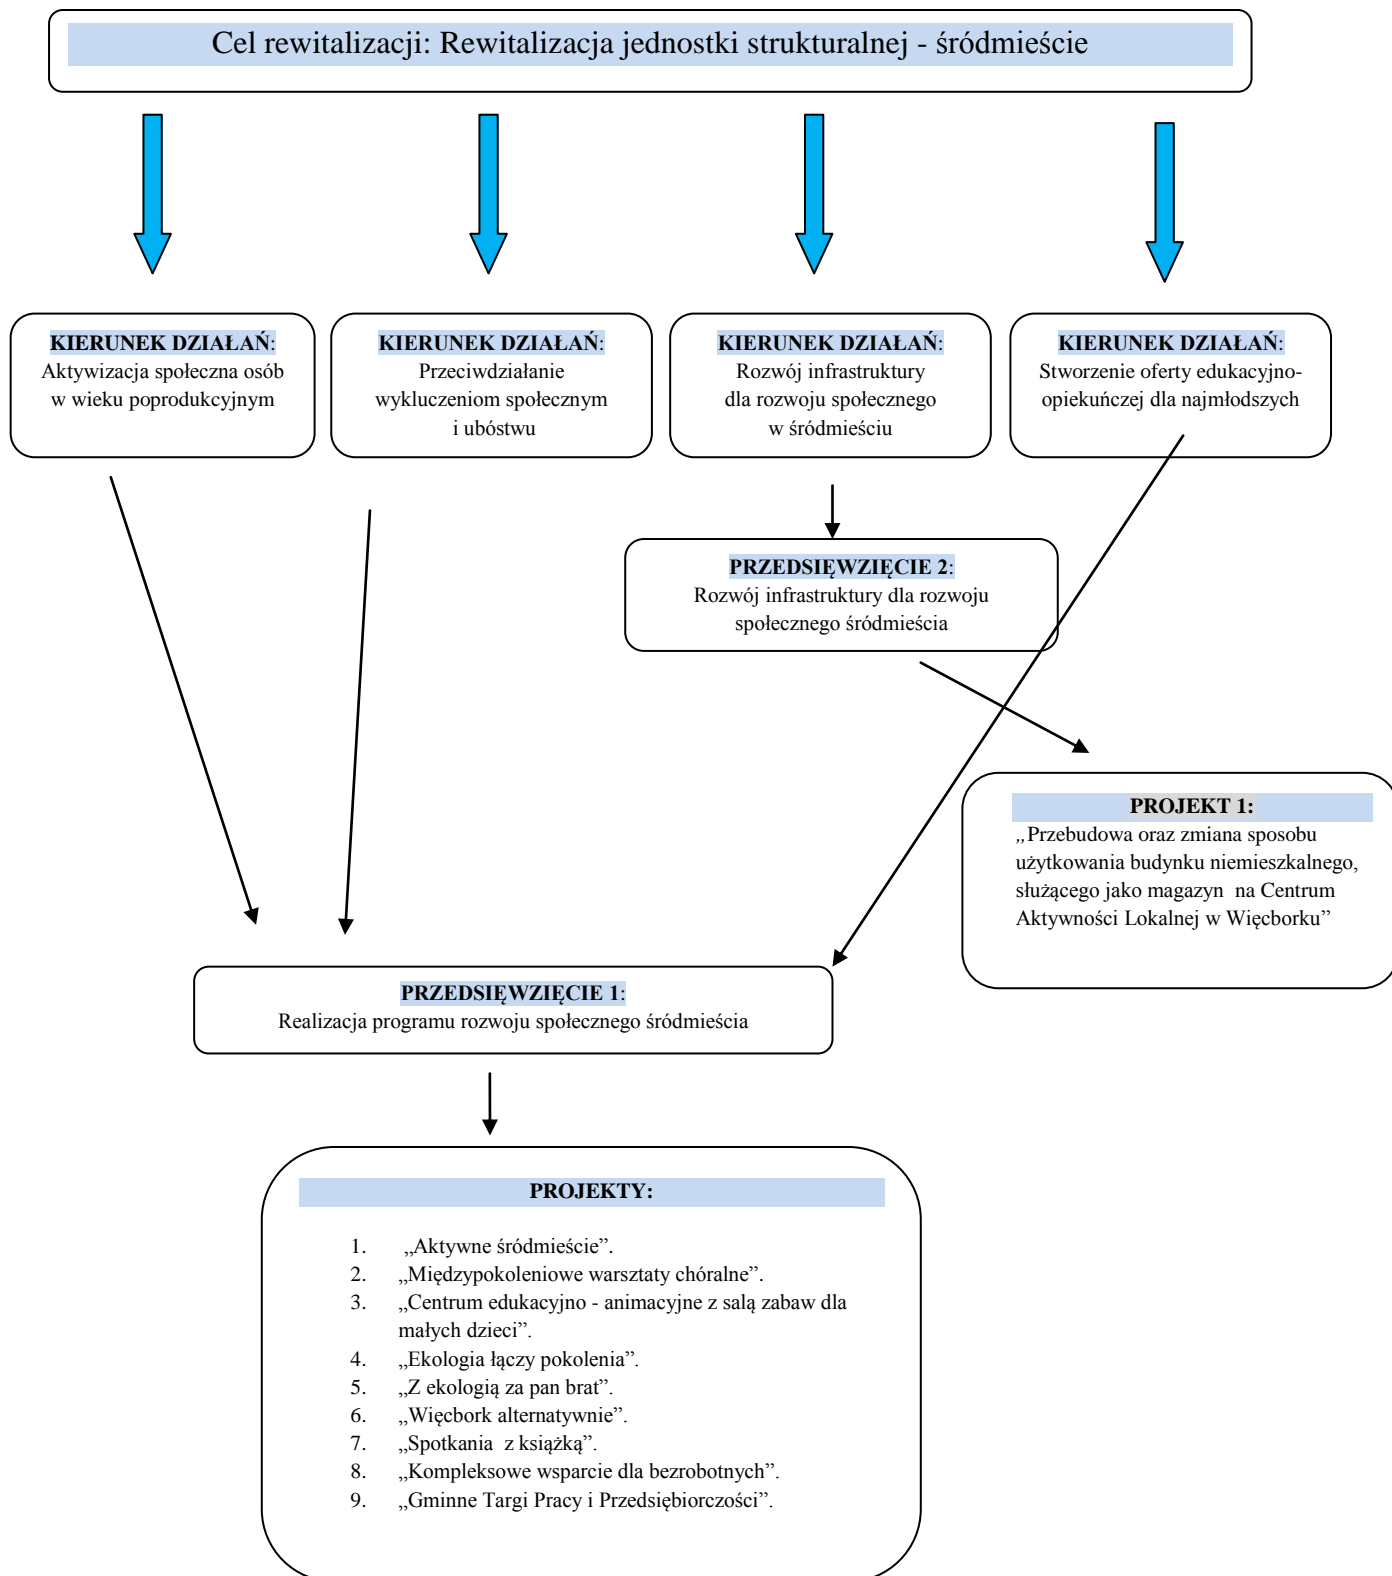 Cel rewitalizacji: Rewitalizacja jednostki strukturalnej - śródmieście
KIERUNEK DZIAŁAŃ:
Aktywizacja społeczna osób
w wieku poprodukcyjnym
KIERUNEK DZIAŁAŃ:
Przeciwdziałanie
wykluczeniom społecznym
i ubóstwu
KIERUNEK DZIAŁAŃ:
Rozwój infrastruktury
dla rozwoju społecznego
w śródmieściu
KIERUNEK DZIAŁAŃ:
Stworzenie oferty edukacyjno-
opiekuńczej dla najmłodszych
PRZEDSIĘWZIĘCIE 2:
Rozwój infrastruktury dla rozwoju
społecznego śródmieścia
PROJEKT 1:
„Przebudowa oraz zmiana sposobu
użytkowania budynku niemieszkalnego,
służącego jako magazyn na Centrum
Aktywności Lokalnej w Więcborku”
PRZEDSIĘWZIĘCIE 1:
Realizacja programu rozwoju społecznego śródmieścia
PROJEKTY:
1. „Aktywne śródmieście”.
2. „Międzypokoleniowe warsztaty chóralne”.
3. „Centrum edukacyjno - animacyjne z salą zabaw dla
małych dzieci”.
4. „Ekologia łączy pokolenia”.
5. „Z ekologią za pan brat”.
6. „Więcbork alternatywnie”.
7. „Spotkania z książką”.
8. „Kompleksowe wsparcie dla bezrobotnych”.
9. „Gminne Targi Pracy i Przedsiębiorczości”.